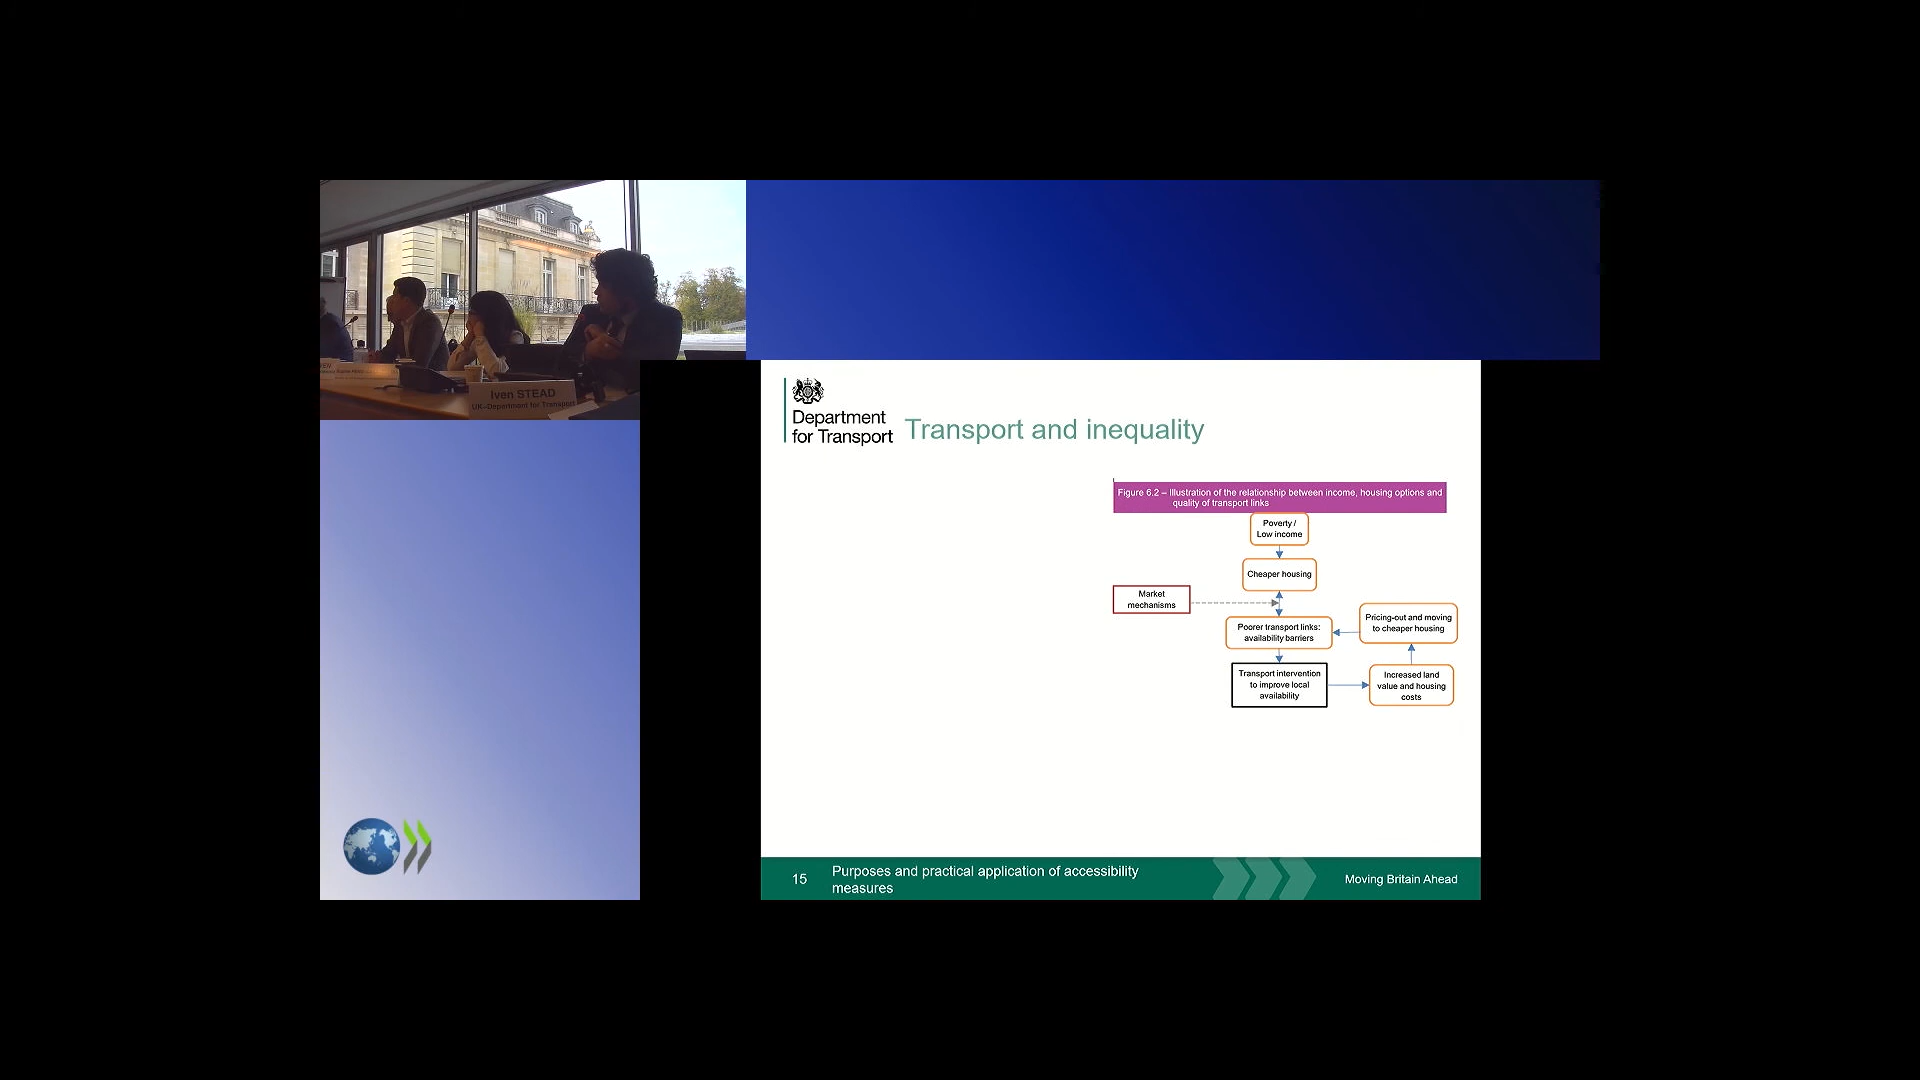 Iven STEAD
UK-Department for Transport
Department
for Transport
Transport and inequality
Figure 6.2 – Illustration of the relationship between income, housing options and
quality of transport links
Poverty /
Low income
Cheaper housing
Market
mechanisms
Poorer transport links:
availability barriers
Pricing-out and moving
to cheaper housing
Transport intervention
to improve local
availability
Increased land
value and housing
costs
15
Purposes and practical application of accessibility
measures
Moving Britain Ahead